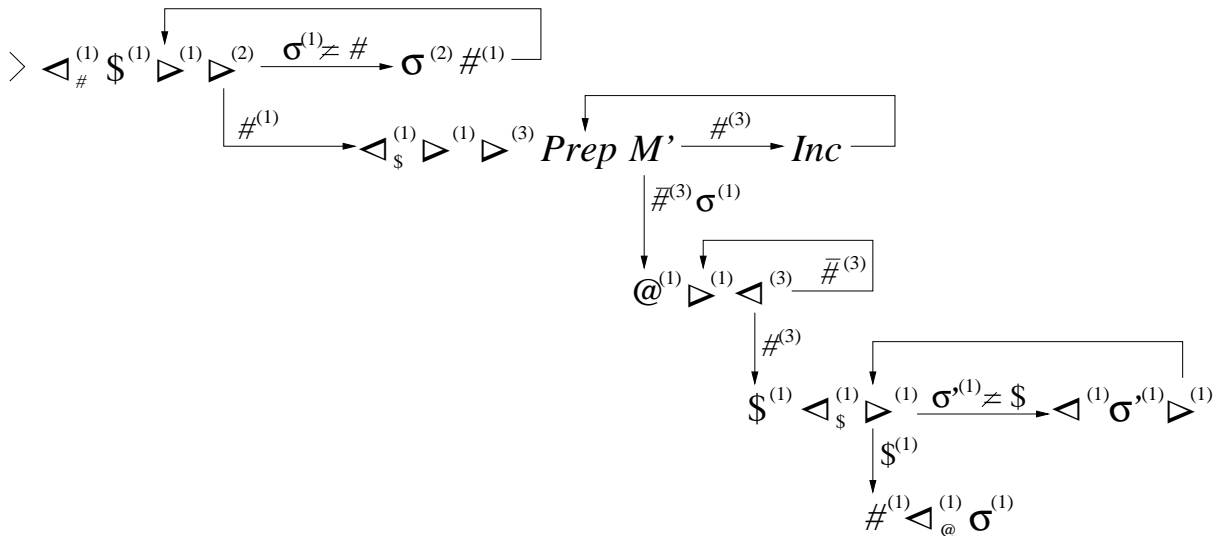 > ◁_#^(1) $^(1) ▷^(1) ▷^(2) σ^(1) ≠ # σ^(2) #^(1)
#^(1)
◁_$^(1) ▷^(1) ▷^(3) Prep M' #^(3) Inc
#̅^(3) σ^(1)
@^(1) ▷^(1) ◁^(3) #̅^(3)
#^(3)
$^(1) ◁_$^(1) ▷^(1) σ'^(1) ≠ $ ◁^(1) σ'^(1) ▷^(1)
$^(1)
#^(1) ◁_@^(1) σ^(1)